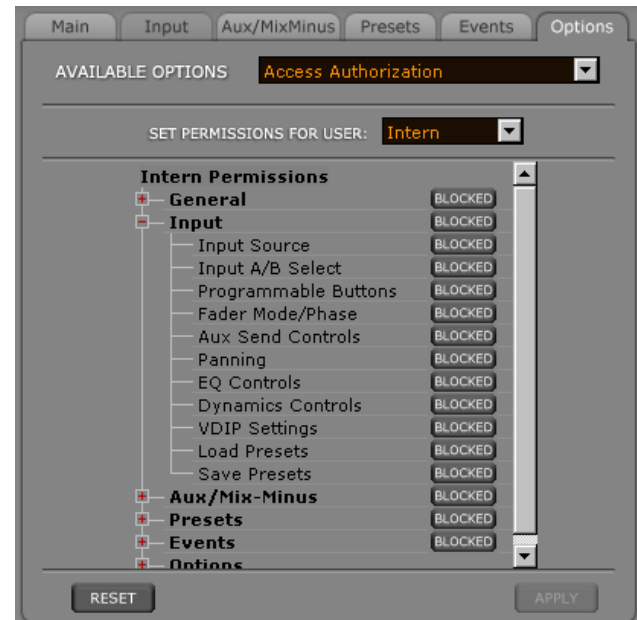 Main Input Aux/MixMinus Presets Events Options
AVAILABLE OPTIONS Access Authorization
SET PERMISSIONS FOR USER: Intern
Intern Permissions
General BLOCKED
Input BLOCKED
Input Source BLOCKED
Input A/B Select BLOCKED
Programmable Buttons BLOCKED
Fader Mode/Phase BLOCKED
Aux Send Controls BLOCKED
Panning BLOCKED
EQ Controls BLOCKED
Dynamics Controls BLOCKED
VDIP Settings BLOCKED
Load Presets BLOCKED
Save Presets BLOCKED
Aux/Mix-Minus BLOCKED
Presets BLOCKED
Events BLOCKED
Options
RESET APPLY